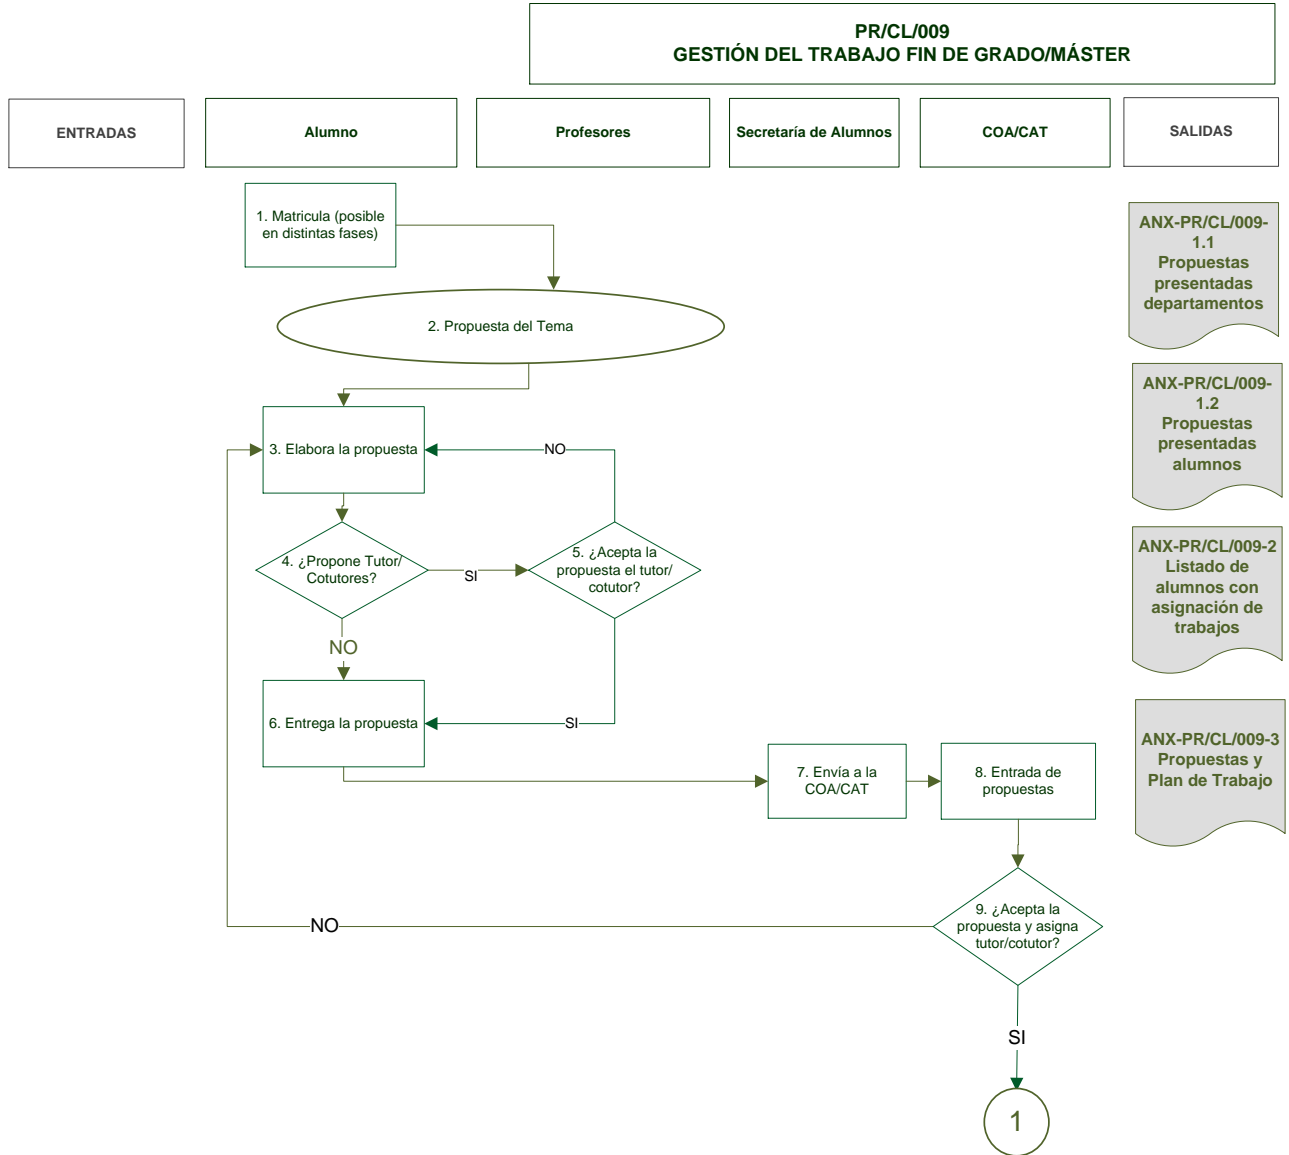 PR/CL/009
GESTIÓN DEL TRABAJO FIN DE GRADO/MÁSTER
ENTRADAS
Alumno
Profesores
Secretaría de Alumnos
COA/CAT
SALIDAS
1. Matricula (posible
en distintas fases)
ANX-PR/CL/009-
1.1
Propuestas
presentadas
departamentos
2. Propuesta del Tema
ANX-PR/CL/009-
1.2
Propuestas
presentadas
alumnos
3. Elabora la propuesta
NO
4. ¿Propone Tutor/
Cotutores?
SI
5. ¿Acepta la
propuesta el tutor/
cotutor?
ANX-PR/CL/009-2
Listado de
alumnos con
asignación de
trabajos
NO
6. Entrega la propuesta
SI
7. Envía a la
COA/CAT
8. Entrada de
propuestas
ANX-PR/CL/009-3
Propuestas y
Plan de Trabajo
NO
9. ¿Acepta la
propuesta y asigna
tutor/cotutor?
SI
1